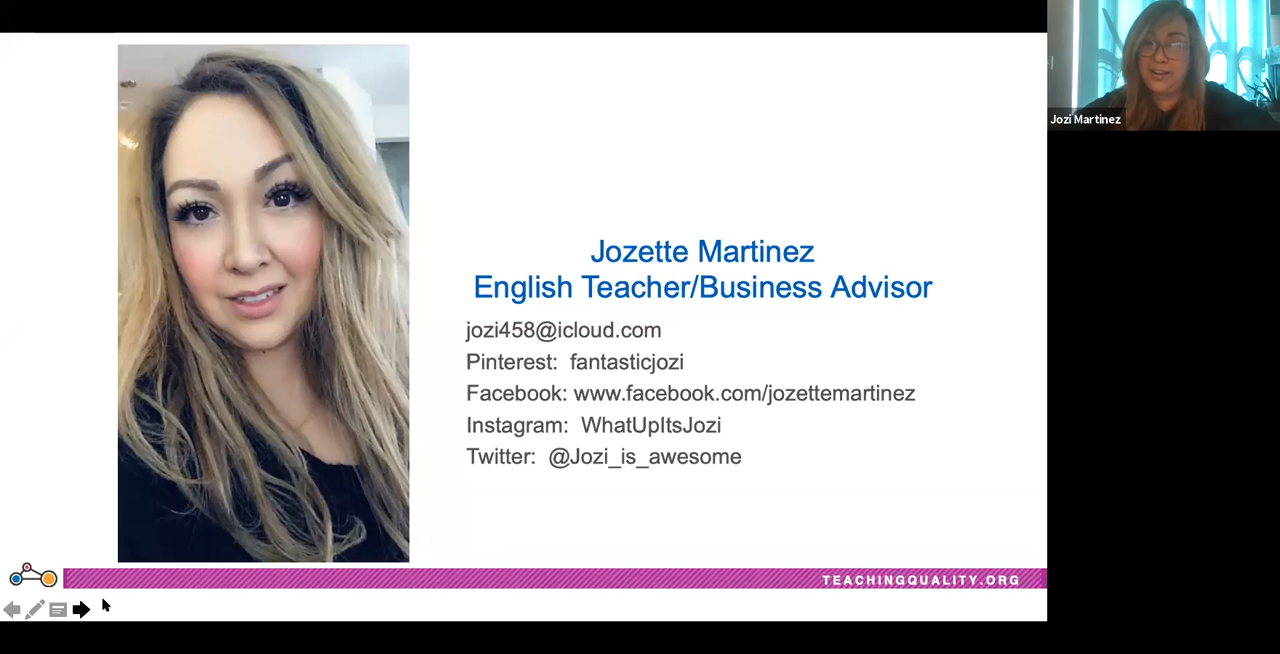 Jozi Martinez
Jozette Martinez
English Teacher/Business Advisor
jozi458@icloud.com
Pinterest: fantasticjozi
Facebook: www.facebook.com/jozettemartinez
Instagram: WhatUpItsJozi
Twitter: @Jozi_is_awesome
TEACHINGQUALITY.ORG